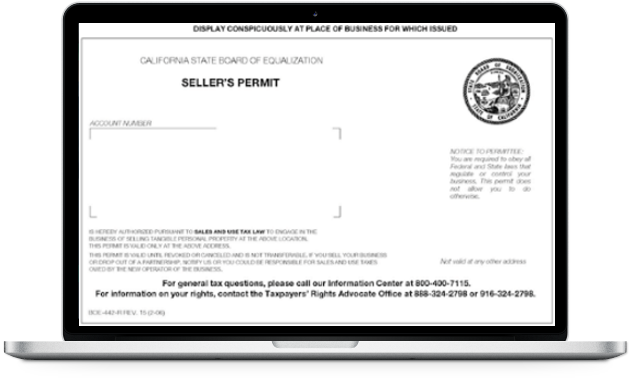 DISPLAY CONSPICUOUSLY AT PLACE OF BUSINESS FOR WHICH ISSUED
CALIFORNIA STATE BOARD OF EQUALIZATION
SELLER'S PERMIT
STATE BOARD OF EQUALIZATION
STATE OF CALIFORNIA
ACCOUNT NUMBER
NOTICE TO PERMITTEE:
You are required to obey all
Federal and State laws that
regulate or control your
business. This permit does
not allow you to do
otherwise.
IS HEREBY AUTHORIZED PURSUANT TO SALES AND USE TAX LAW TO ENGAGE IN THE
BUSINESS OF SELLING TANGIBLE PERSONAL PROPERTY AT THE ABOVE LOCATION.
THIS PERMIT IS VALID ONLY AT THE ABOVE ADDRESS.
THIS PERMIT IS VALID UNTIL REVOKED OR CANCELED AND IS NOT TRANSFERABLE. IF YOU SELL YOUR BUSINESS
OR DROP OUT OF A PARTNERSHIP, NOTIFY US OR YOU COULD BE RESPONSIBLE FOR SALES AND USE TAXES
OWED BY THE NEW OPERATOR OF THE BUSINESS.
Not valid at any other address
For general tax questions, please call our Information Center at 800-400-7115.
For information on your rights, contact the Taxpayers' Rights Advocate Office at 888-324-2798 or 916-324-2798.
BOE-442-R REV. 15 (2-06)